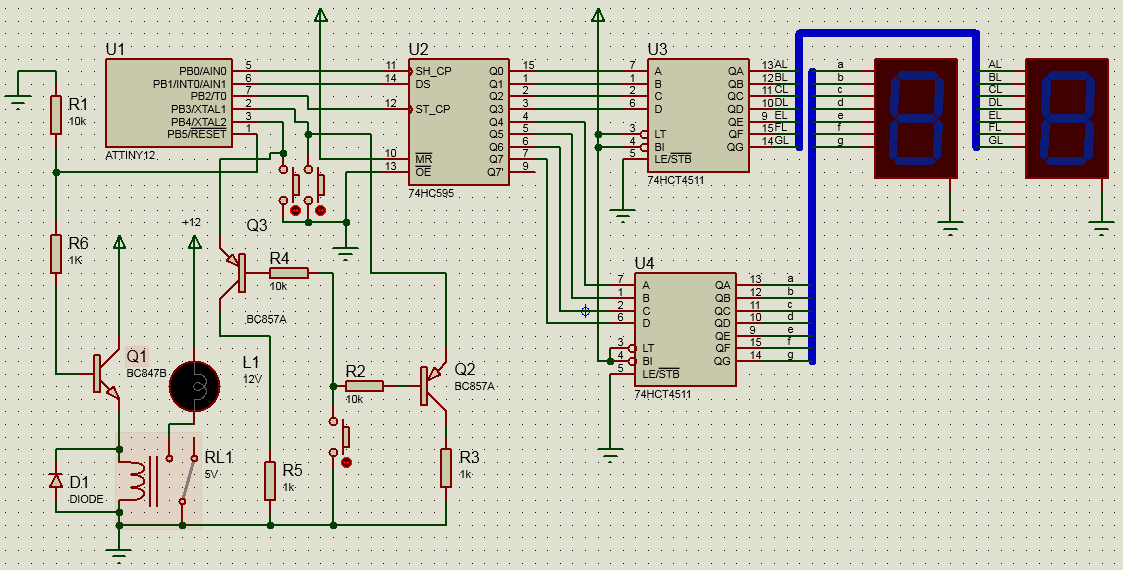 U1
PB0/AIN0 5
PB1/INT0/AIN1 6
PB2/T0 7
PB3/XTAL1 2
PB4/XTAL2 3
PB5/RESET 1
ATTINY12
R1
10k
R6
1K
U2
11 SH_CP Q0 15
14 DS Q1 1
Q2 2
12 ST_CP Q3 3
Q4 4
Q5 5
Q6 6
10 MR Q7 7
13 OE Q7' 9
74HC595
U3
7 A QA 13 AL
1 B QB 12 BL
2 C QC 11 CL
6 D QD 10 DL
QE 9 EL
3 LT QF 15 FL
4 BI QG 14 GL
5 LE/STB
74HCT4511
a
b
c
d
e
f
g
AL
BL
CL
DL
EL
FL
GL
U4
7 A QA 13 a
1 B QB 12 b
2 C QC 11 c
6 D QD 10 d
QE 9 e
3 LT QF 15 f
4 BI QG 14 g
5 LE/STB
74HCT4511
+12
Q3
BC857A
R4
10k
Q1
BC847B
L1
12V
R2
10k
Q2
BC857A
D1
DIODE
RL1
5V
R5
1k
R3
1k